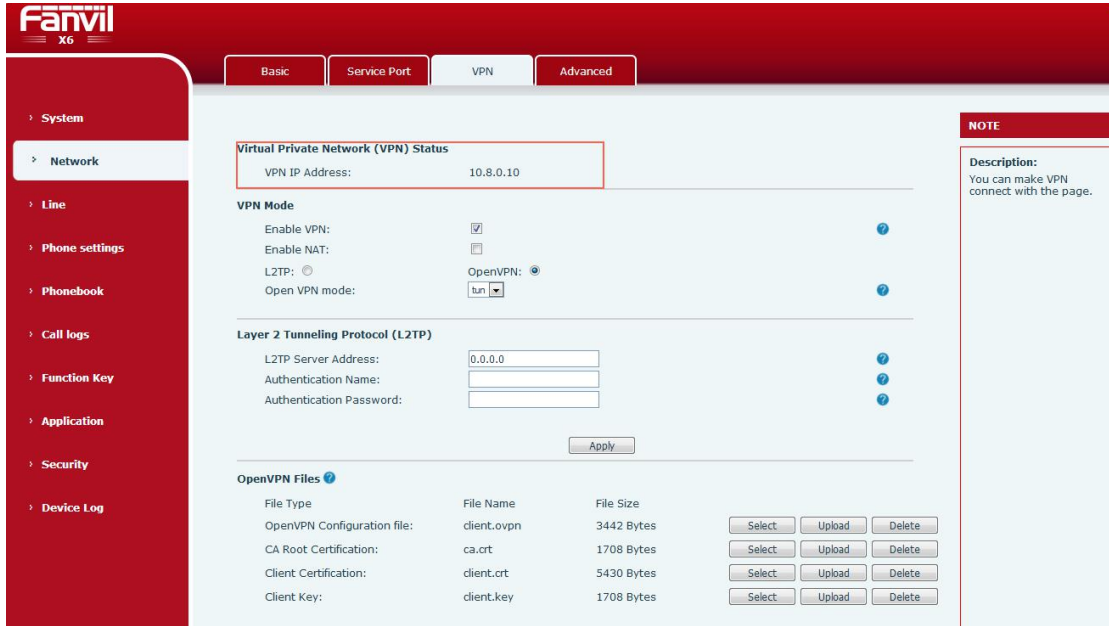 Fanvil
X6
Basic Service Port VPN Advanced
System
Network
Line
Phone settings
Phonebook
Call logs
Function Key
Application
Security
Device Log
Virtual Private Network (VPN) Status
VPN IP Address: 10.8.0.10
VPN Mode
Enable VPN:
Enable NAT:
L2TP: OpenVPN:
Open VPN mode: tun
Layer 2 Tunneling Protocol (L2TP)
L2TP Server Address: 0.0.0.0
Authentication Name:
Authentication Password:
Apply
OpenVPN Files
File Type File Name File Size
OpenVPN Configuration file: client.ovpn 3442 Bytes Select Upload Delete
CA Root Certification: ca.crt 1708 Bytes Select Upload Delete
Client Certification: client.crt 5430 Bytes Select Upload Delete
Client Key: client.key 1708 Bytes Select Upload Delete
NOTE
Description:
You can make VPN
connect with the page.